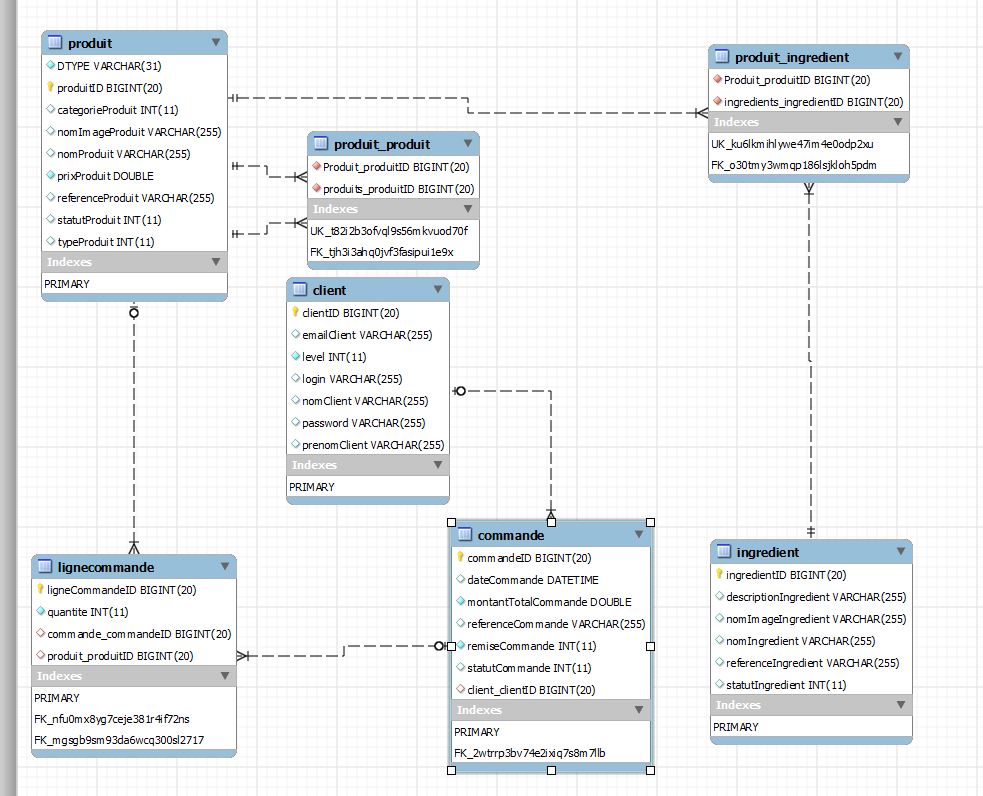 produit
DTYPE VARCHAR(31)
produitID BIGINT(20)
categorieProduit INT(11)
nomImageProduit VARCHAR(255)
nomProduit VARCHAR(255)
prixProduit DOUBLE
referenceProduit VARCHAR(255)
statutProduit INT(11)
typeProduit INT(11)
Indexes
PRIMARY
produit_produit
Produit_produitID BIGINT(20)
produits_produitID BIGINT(20)
Indexes
UK_t82i2b3ofvql9s56mkvuod70f
FK_tjh3i3ahq0jvf3fasipui1e9x
produit_ingredient
Produit_produitID BIGINT(20)
ingredients_ingredientID BIGINT(20)
Indexes
UK_ku6lkmihlywe47im4e0odp2xu
FK_o30tmy3wmqp186lsjkloh5pdm
client
clientID BIGINT(20)
emailClient VARCHAR(255)
level INT(11)
login VARCHAR(255)
nomClient VARCHAR(255)
password VARCHAR(255)
prenomClient VARCHAR(255)
Indexes
PRIMARY
lignecommande
ligneCommandeID BIGINT(20)
quantite INT(11)
commande_commandeID BIGINT(20)
produit_produitID BIGINT(20)
Indexes
PRIMARY
FK_nfu0mx8yg7ceje381r4if72ns
FK_mgsgb9sm93da6wcq300sl2717
commande
commandeID BIGINT(20)
dateCommande DATETIME
montantTotalCommande DOUBLE
referenceCommande VARCHAR(255)
remiseCommande INT(11)
statutCommande INT(11)
client_clientID BIGINT(20)
Indexes
PRIMARY
FK_2wtrrp3bv74e2ixiq7s8m7llb
ingredient
ingredientID BIGINT(20)
descriptionIngredient VARCHAR(255)
nomImageIngredient VARCHAR(255)
nomIngredient VARCHAR(255)
referenceIngredient VARCHAR(255)
statutIngredient INT(11)
Indexes
PRIMARY